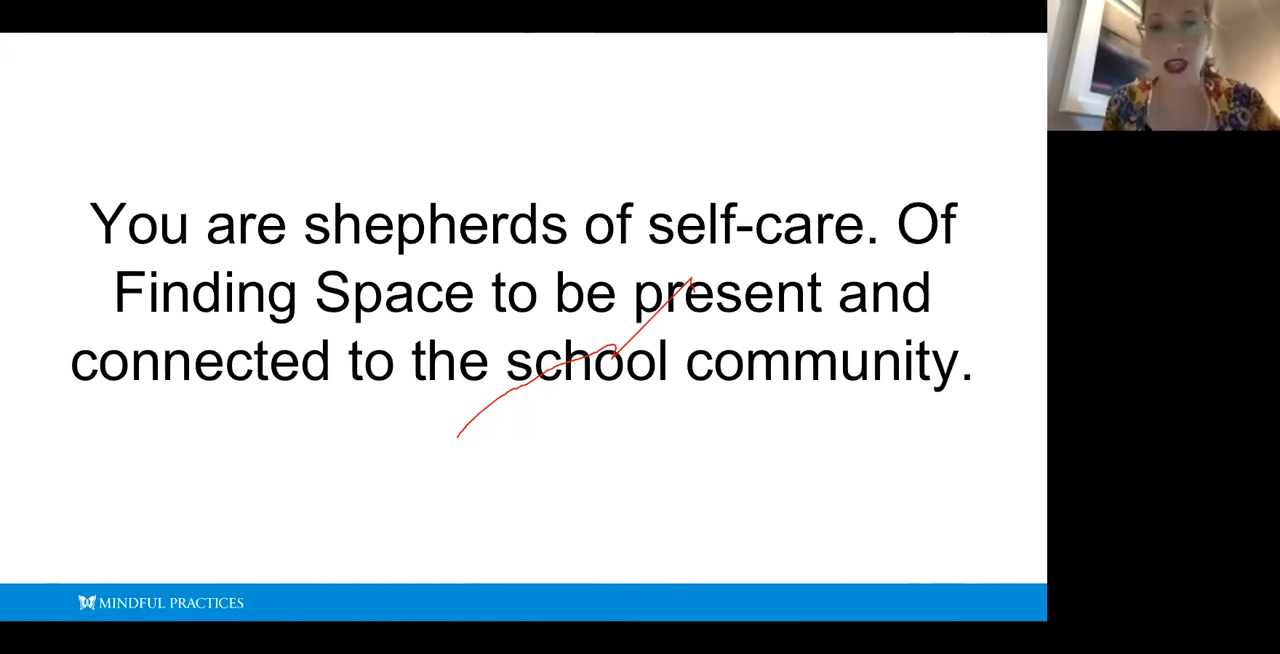 You are shepherds of self-care. Of
Finding Space to be present and
connected to the school community.
MINDFUL PRACTICES